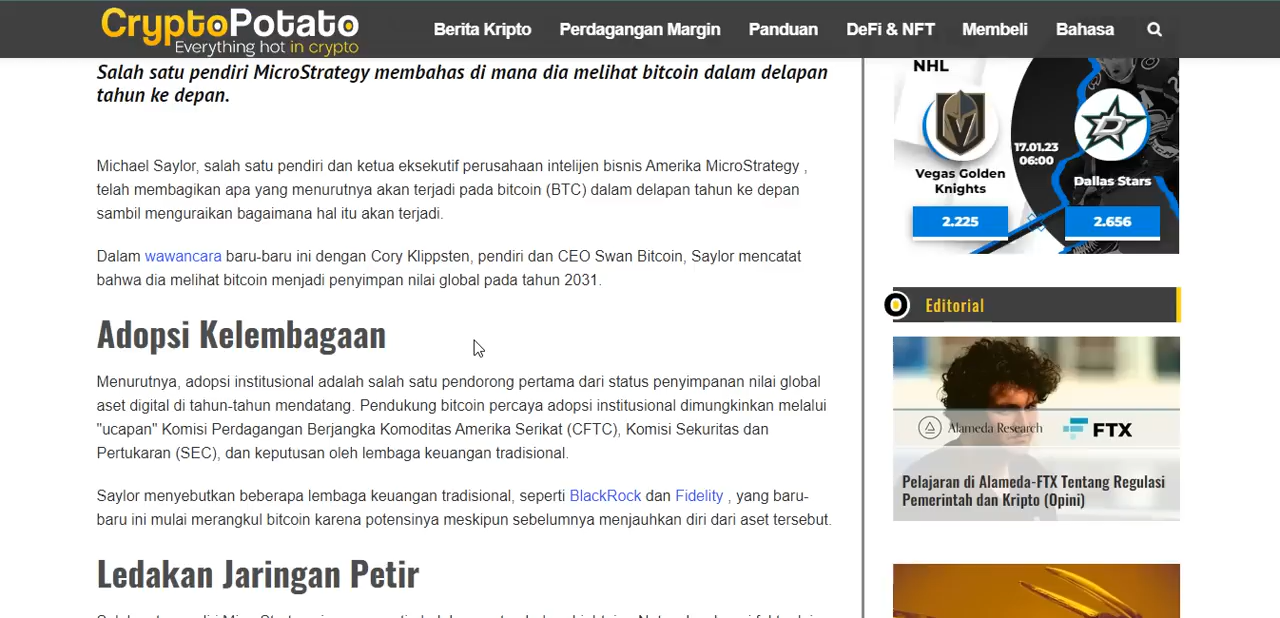 CryptoPotato
Everything hot in crypto
Berita Kripto
Perdagangan Margin
Panduan
DeFi & NFT
Membeli
Bahasa
Salah satu pendiri MicroStrategy membahas di mana dia melihat bitcoin dalam delapan
tahun ke depan.
Michael Saylor, salah satu pendiri dan ketua eksekutif perusahaan intelijen bisnis Amerika MicroStrategy ,
telah membagikan apa yang menurutnya akan terjadi pada bitcoin (BTC) dalam delapan tahun ke depan
sambil menguraikan bagaimana hal itu akan terjadi.
Dalam wawancara baru-baru ini dengan Cory Klippsten, pendiri dan CEO Swan Bitcoin, Saylor mencatat
bahwa dia melihat bitcoin menjadi penyimpan nilai global pada tahun 2031.
Adopsi Kelembagaan
Menurutnya, adopsi institusional adalah salah satu pendorong pertama dari status penyimpanan nilai global
aset digital di tahun-tahun mendatang. Pendukung bitcoin percaya adopsi institusional dimungkinkan melalui
"ucapan" Komisi Perdagangan Berjangka Komoditas Amerika Serikat (CFTC), Komisi Sekuritas dan
Pertukaran (SEC), dan keputusan oleh lembaga keuangan tradisional.
Saylor menyebutkan beberapa lembaga keuangan tradisional, seperti BlackRock dan Fidelity , yang baru-
baru ini mulai merangkul bitcoin karena potensinya meskipun sebelumnya menjauhkan diri dari aset tersebut.
Ledakan Jaringan Petir
NHL
17.01.23
06:00
Vegas Golden
Knights
Dallas Stars
2.225
2.656
Editorial
Alameda Research
FTX
Pelajaran di Alameda-FTX Tentang Regulasi
Pemerintah dan Kripto (Opini)